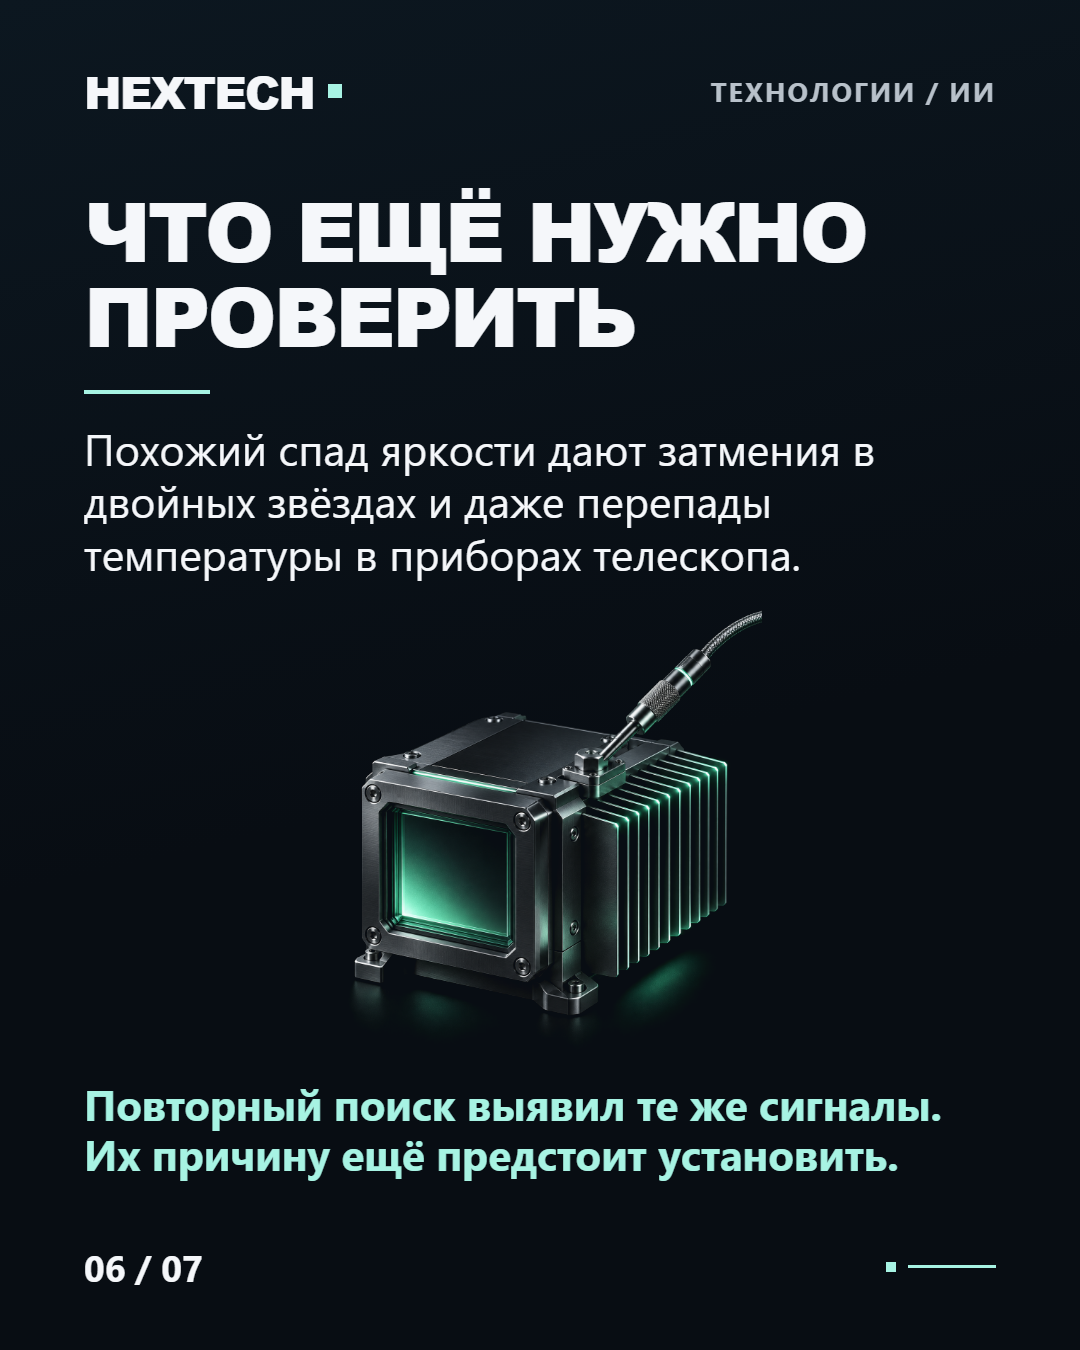 HEXTECH
ТЕХНОЛОГИИ / ИИ
ЧТО ЕЩЁ НУЖНО
ПРОВЕРИТЬ
Похожий спад яркости дают затмения в
двойных звёздах и даже перепады
температуры в приборах телескопа.
Повторный поиск выявил те же сигналы.
Их причину ещё предстоит установить.
06 / 07